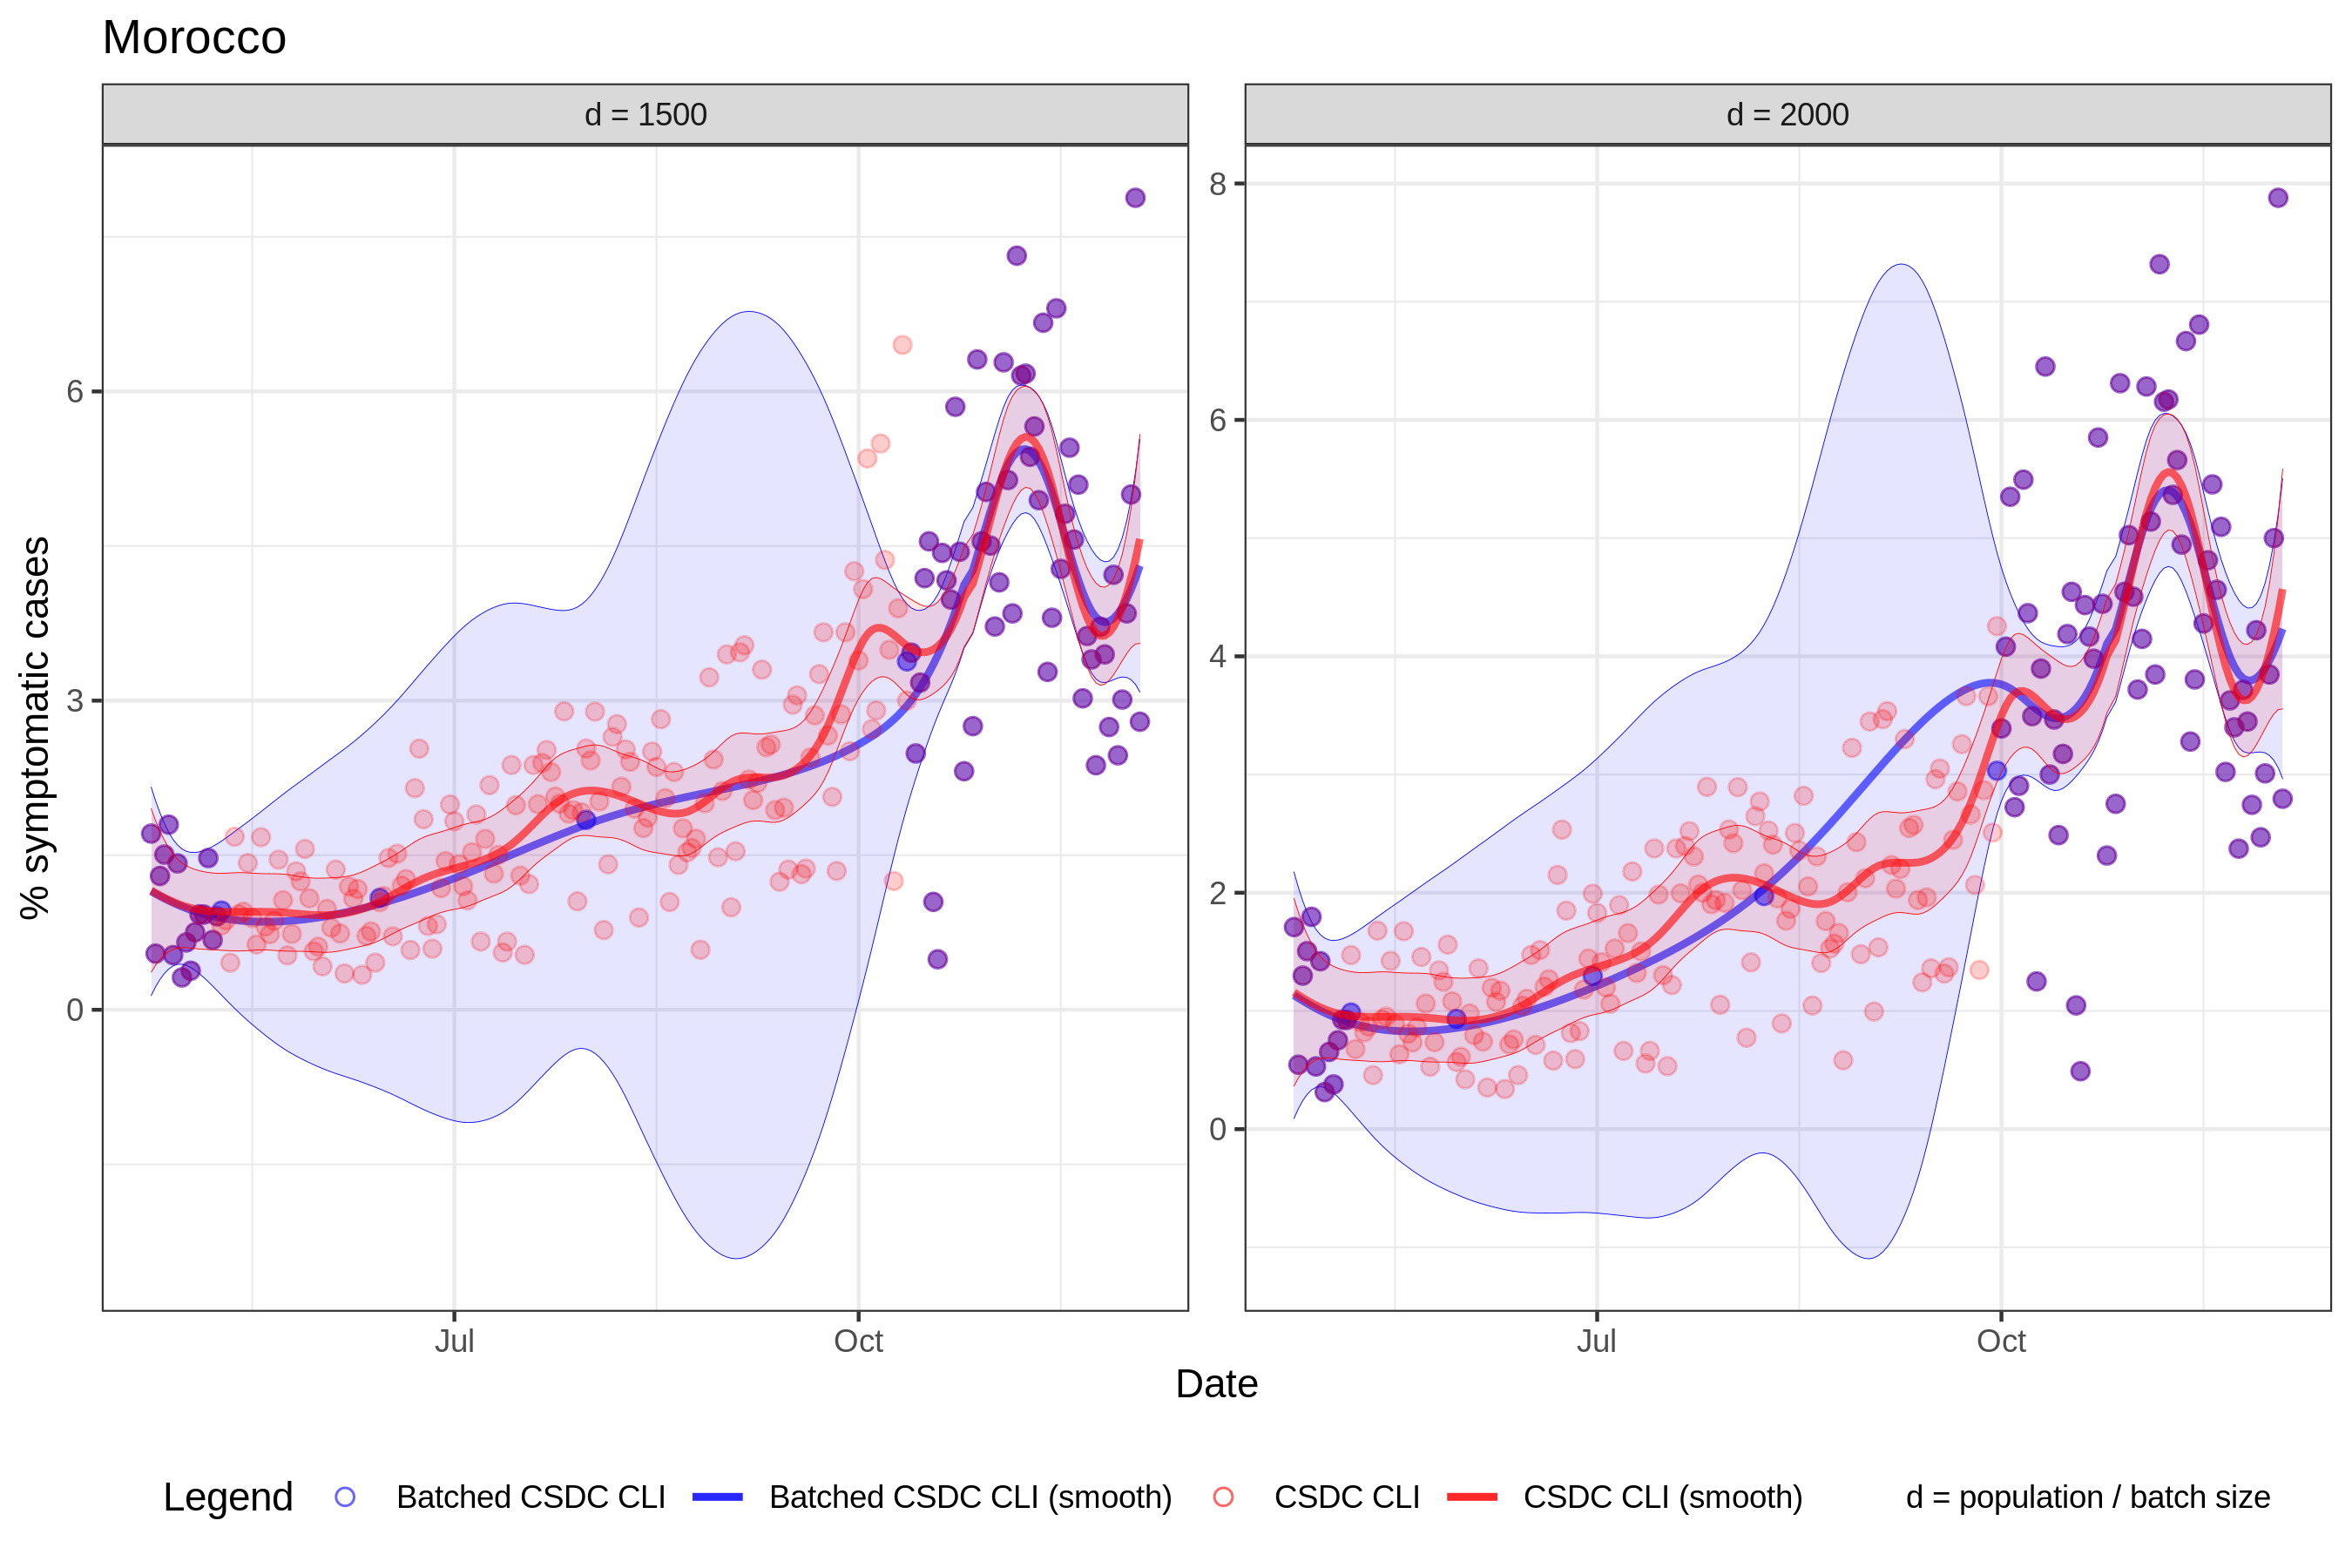 Morocco
d = 1500
d = 2000
% symptomatic cases
6
3
0
8
6
4
2
0
Jul
Oct
Jul
Oct
Date
Legend
Batched CSDC CLI
Batched CSDC CLI (smooth)
CSDC CLI
CSDC CLI (smooth)
d = population / batch size